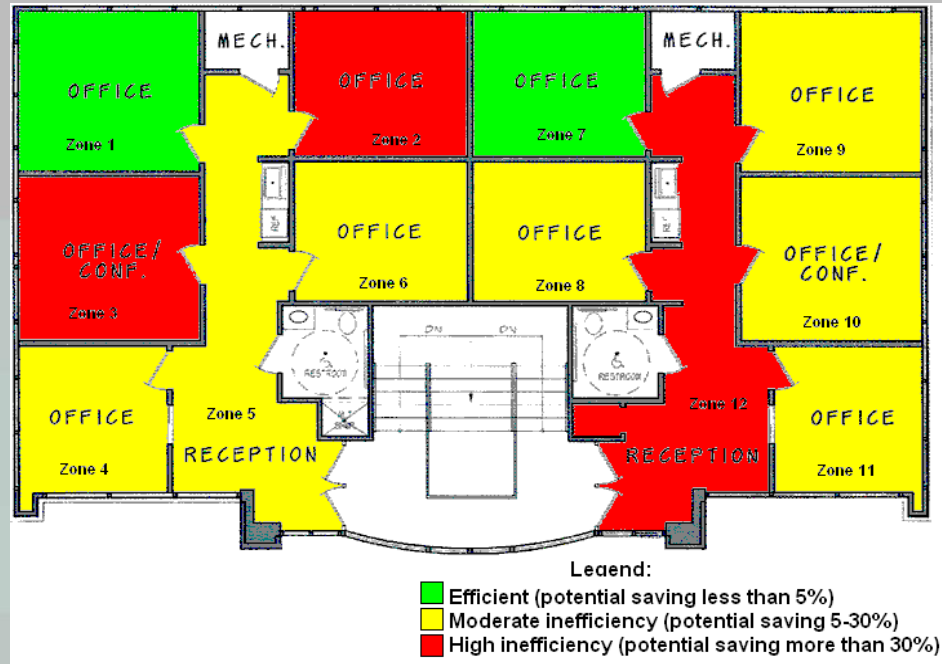 MECH.
MECH.
OFFICE
Zone 1
OFFICE
Zone 2
OFFICE
Zone 7
OFFICE
Zone 9
REF
REF
OFFICE/
CONF.
Zone 3
OFFICE
Zone 6
OFFICE
Zone 8
OFFICE/
CONF.
Zone 10
DN
DN
RESTROOM
RESTROOM
OFFICE
Zone 4
Zone 5
RECEPTION
Zone 12
RECEPTION
OFFICE
Zone 11
Legend:
Efficient (potential saving less than 5%)
Moderate inefficiency (potential saving 5-30%)
High inefficiency (potential saving more than 30%)